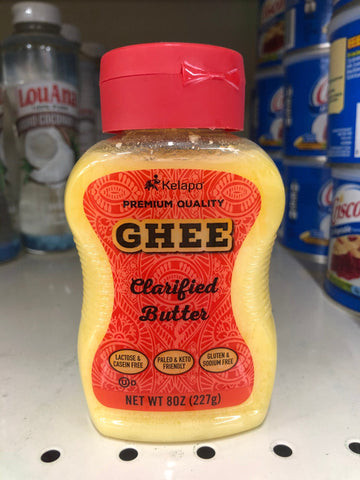 LouAna
Kelapo
PREMIUM QUALITY
GHEE
Clarified
Butter
LACTOSE &
CASEIN FREE
PALEO & KETO
FRIENDLY
GLUTEN &
SODIUM FREE
NET WT 8OZ (227g)